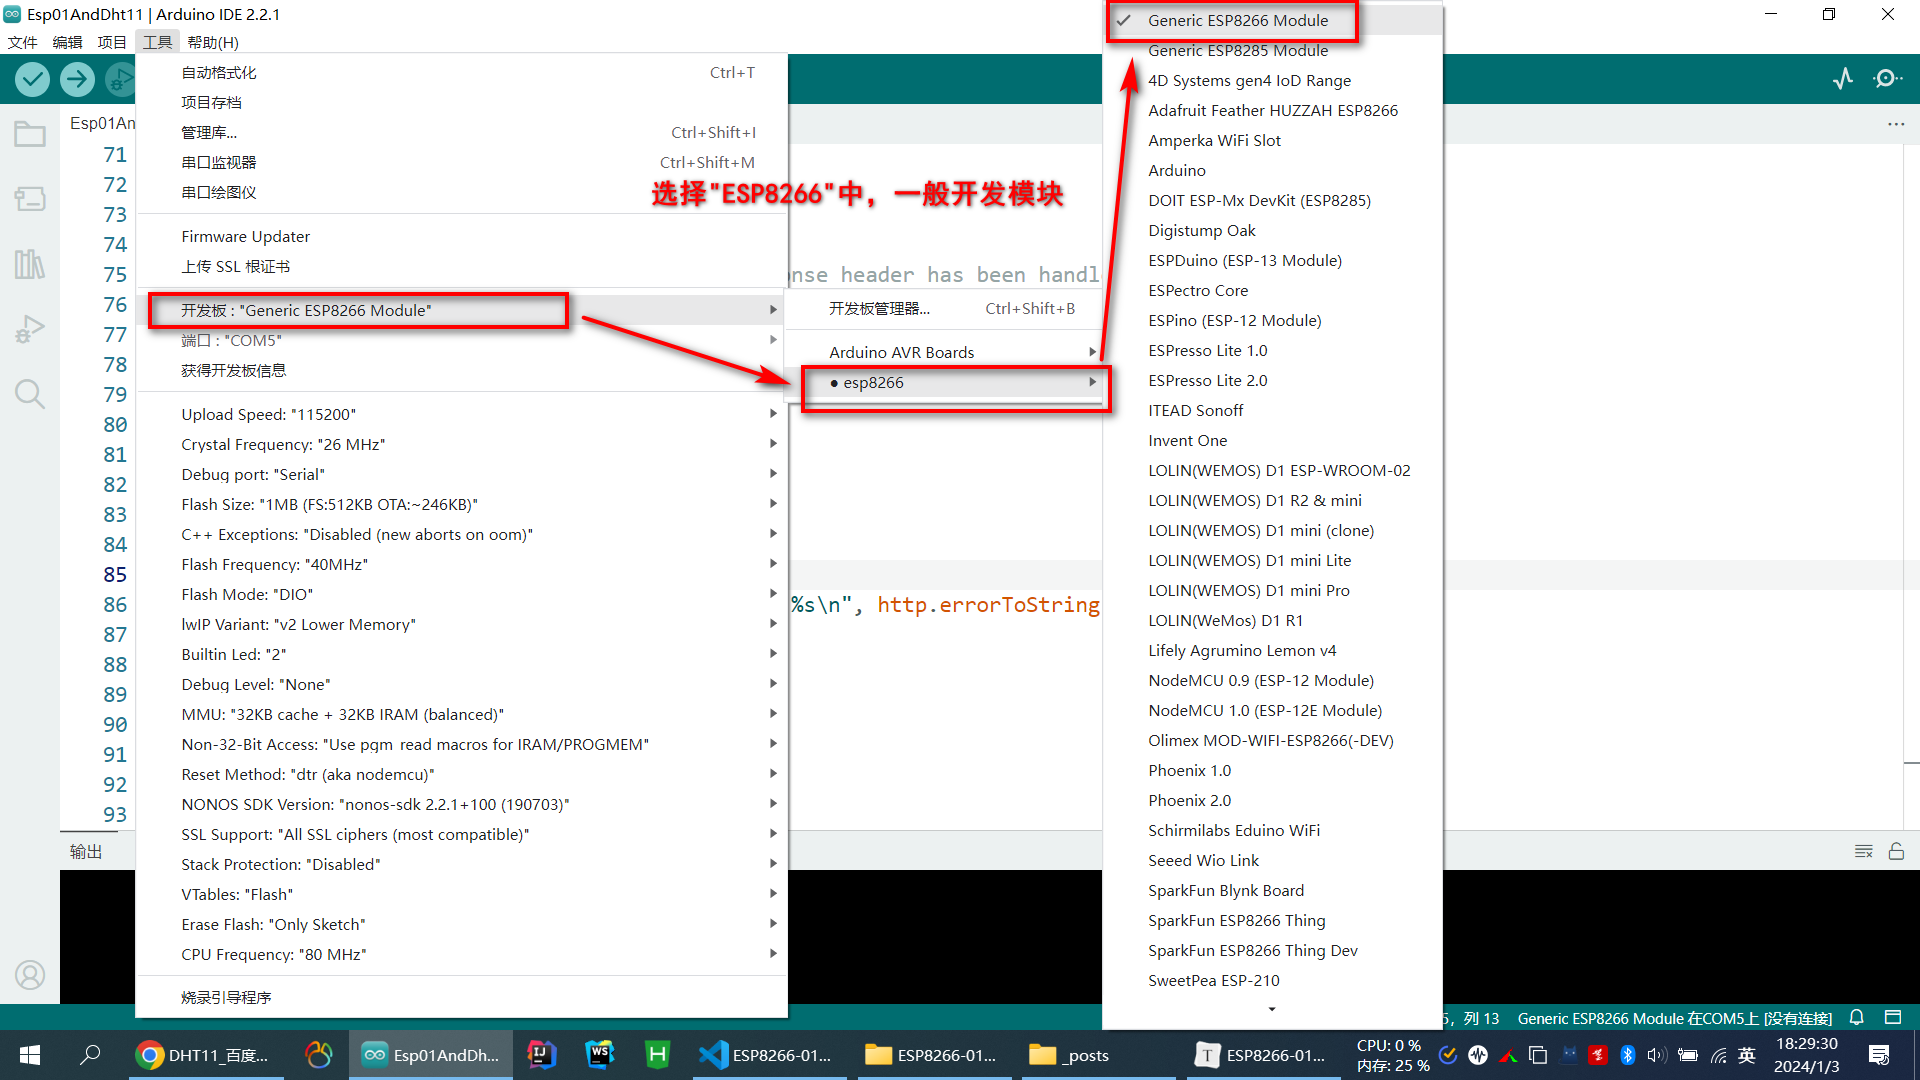 Esp01AndDht11 | Arduino IDE 2.2.1
文件 编辑 项目 工具 帮助(H)
Esp01An
71
72
73
74
75
76
77
78
79
80
81
82
83
84
85
86
87
88
89
90
91
92
93
自动格式化 Ctrl+T
项目存档
管理库... Ctrl+Shift+I
串口监视器 Ctrl+Shift+M
串口绘图仪
Firmware Updater
上传 SSL 根证书
开发板 : "Generic ESP8266 Module"
端口 : "COM5"
获得开发板信息
Upload Speed: "115200"
Crystal Frequency: "26 MHz"
Debug port: "Serial"
Flash Size: "1MB (FS:512KB OTA:~246KB)"
C++ Exceptions: "Disabled (new aborts on oom)"
Flash Frequency: "40MHz"
Flash Mode: "DIO"
lwIP Variant: "v2 Lower Memory"
Builtin Led: "2"
Debug Level: "None"
MMU: "32KB cache + 32KB IRAM (balanced)"
Non-32-Bit Access: "Use pgm_read macros for IRAM/PROGMEM"
Reset Method: "dtr (aka nodemcu)"
NONOS SDK Version: "nonos-sdk 2.2.1+100 (190703)"
SSL Support: "All SSL ciphers (most compatible)"
Stack Protection: "Disabled"
VTables: "Flash"
Erase Flash: "Only Sketch"
CPU Frequency: "80 MHz"
烧录引导程序
选择"ESP8266"中，一般开发模块
nse header has been handl
开发板管理器... Ctrl+Shift+B
Arduino AVR Boards
● esp8266
%s\n", http.errorToString
Generic ESP8266 Module
Generic ESP8285 Module
4D Systems gen4 IoD Range
Adafruit Feather HUZZAH ESP8266
Amperka WiFi Slot
Arduino
DOIT ESP-Mx DevKit (ESP8285)
Digistump Oak
ESPDuino (ESP-13 Module)
ESPectro Core
ESPino (ESP-12 Module)
ESPresso Lite 1.0
ESPresso Lite 2.0
ITEAD Sonoff
Invent One
LOLIN(WEMOS) D1 ESP-WROOM-02
LOLIN(WEMOS) D1 R2 & mini
LOLIN(WEMOS) D1 mini (clone)
LOLIN(WEMOS) D1 mini Lite
LOLIN(WEMOS) D1 mini Pro
LOLIN(WeMos) D1 R1
Lifely Agrumino Lemon v4
NodeMCU 0.9 (ESP-12 Module)
NodeMCU 1.0 (ESP-12E Module)
Olimex MOD-WIFI-ESP8266(-DEV)
Phoenix 1.0
Phoenix 2.0
Schirmilabs Eduino WiFi
Seeed Wio Link
SparkFun Blynk Board
SparkFun ESP8266 Thing
SparkFun ESP8266 Thing Dev
SweetPea ESP-210
输出
5，列 13 Generic ESP8266 Module 在COM5上 [没有连接]
DHT11_百度...
Esp01AndDh...
ESP8266-01...
ESP8266-01...
_posts
ESP8266-01...
CPU: 0 %
内存: 25 %
英
18:29:30
2024/1/3